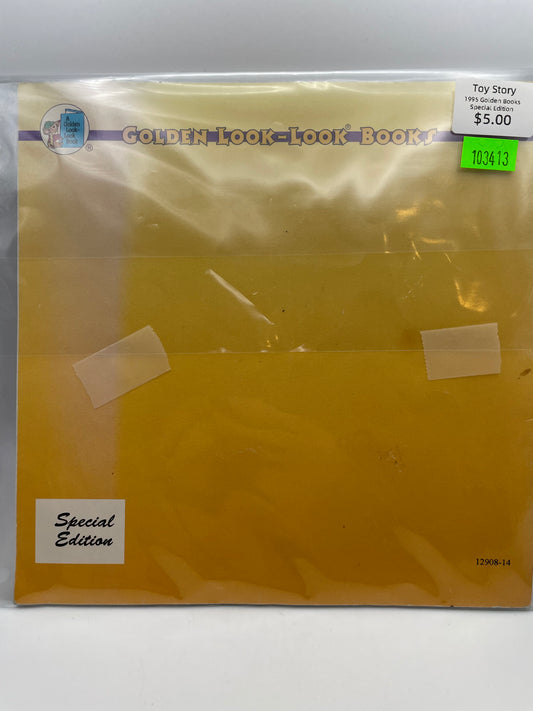 Toy Story
1995 Golden Books
Special Edition
$5.00
103413
A
Golden
Look-
Look
Book
®
GOLDEN LOOK-LOOK® BOOKS
Special
Edition
12908-14